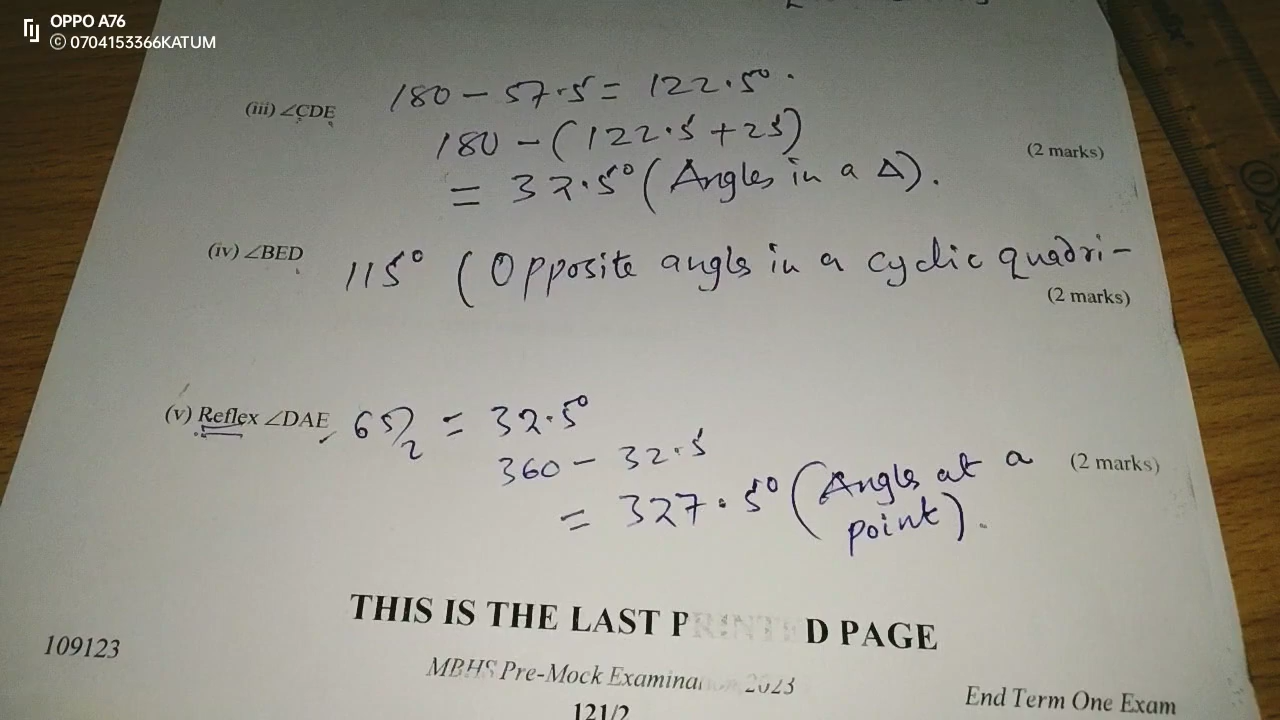 OPPO A76
© 0704153366KATUM
(iii) ∠CDE 180 - 57.5 = 122.5°.
180 - (122.5 + 25)
= 32.5° (Angles in a Δ).
(2 marks)
(iv) ∠BED 115° (Opposite angles in a cyclic quadri-
(2 marks)
(v) Reflex ∠DAE 65/2 = 32.5°
360 - 32.5
= 327.5° (Angles at a
point).
(2 marks)
THIS IS THE LAST PRINTED PAGE
109123
MBHS Pre-Mock Examination 2023
121/2
End Term One Exam